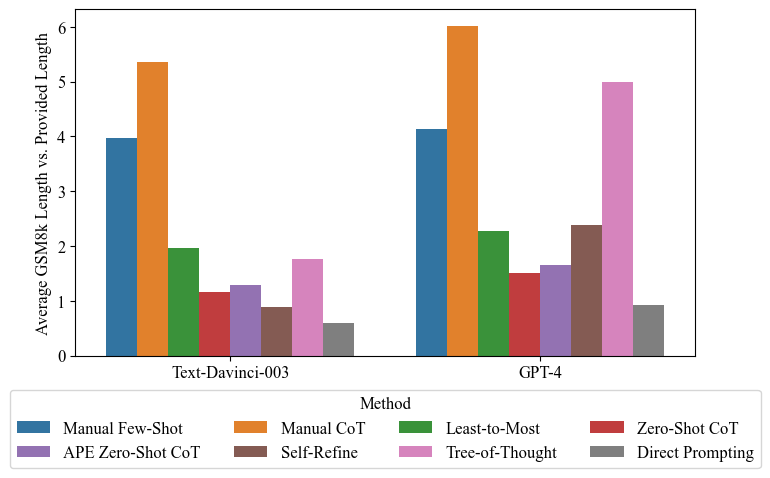 Average GSM8k Length vs. Provided Length
6
5
4
3
2
1
0
Text-Davinci-003 GPT-4
Method
Manual Few-Shot Manual CoT Least-to-Most Zero-Shot CoT
APE Zero-Shot CoT Self-Refine Tree-of-Thought Direct Prompting